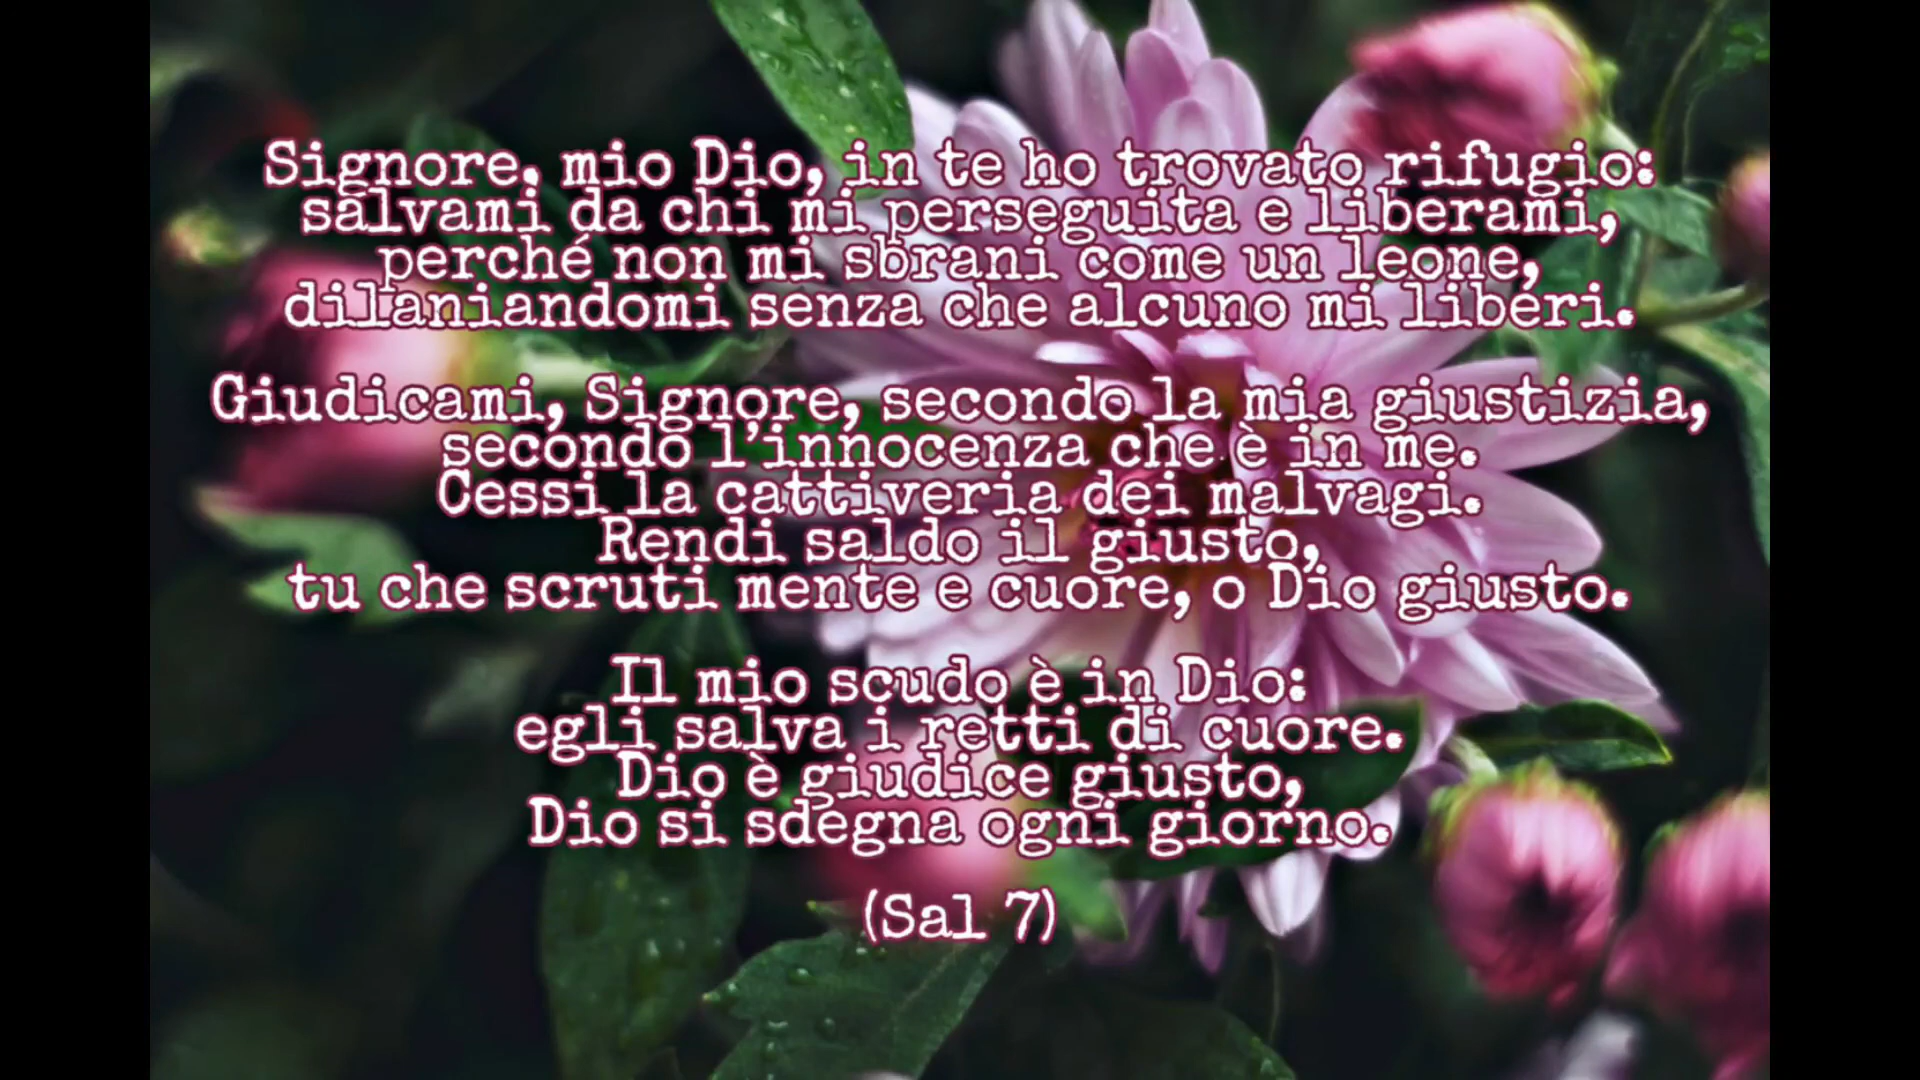 Signore, mio Dio, in te ho trovato rifugio:
salvami da chi mi perseguita e liberami,
perché non mi sbrani come un leone,
dilaniandomi senza che alcuno mi liberi.
Giudicami, Signore, secondo la mia giustizia,
secondo l'innocenza che è in me.
Cessi la cattiveria dei malvagi.
Rendi saldo il giusto,
tu che scruti mente e cuore, o Dio giusto.
Il mio scudo è in Dio:
egli salva i retti di cuore.
Dio è giudice giusto,
Dio si sdegna ogni giorno.
(Sal 7)